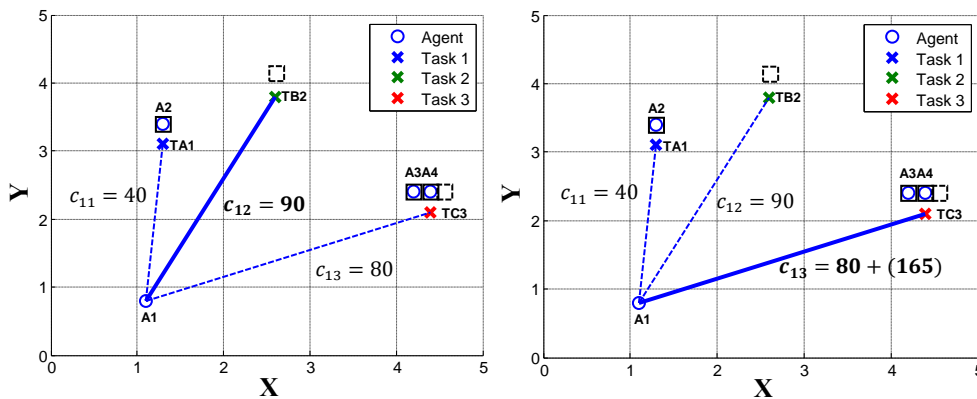 5
4
3
2
1
0
Y
1
2
3
4
5
X
Agent
Task 1
Task 2
Task 3
A2
TA1
TB2
A3A4
TC3
A1
c₁₁ = 40
c₁₂ = 90
c₁₃ = 80
5
4
3
2
1
0
Y
0
1
2
3
4
5
X
Agent
Task 1
Task 2
Task 3
A2
TA1
TB2
A3A4
TC3
A1
c₁₁ = 40
c₁₂ = 90
c₁₃ = 80 + (165)